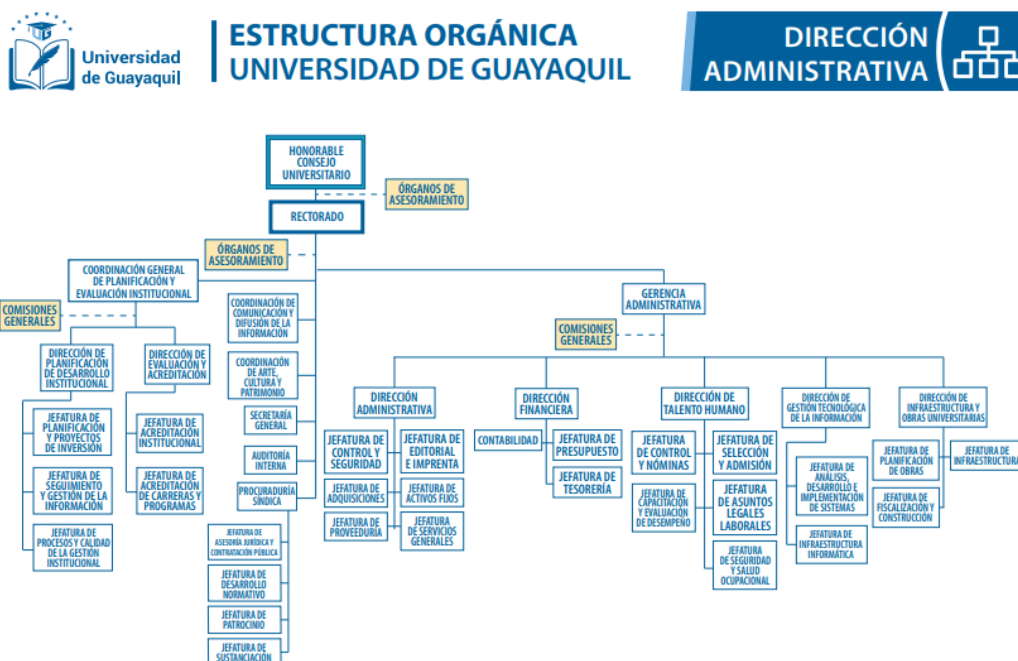 Universidad
de Guayaquil
ESTRUCTURA ORGÁNICA
UNIVERSIDAD DE GUAYAQUIL
DIRECCIÓN
ADMINISTRATIVA
HONORABLE
CONSEJO
UNIVERSITARIO
ÓRGANOS DE
ASESORAMIENTO
RECTORADO
ÓRGANOS DE
ASESORAMIENTO
COORDINACIÓN GENERAL
DE PLANIFICACIÓN Y
EVALUACIÓN INSTITUCIONAL
COMISIONES
GENERALES
DIRECCIÓN DE
PLANIFICACIÓN
DE DESARROLLO
INSTITUCIONAL
JEFATURA DE
PLANIFICACIÓN
Y PROYECTOS
DE INVERSIÓN
JEFATURA DE
SEGUIMIENTO
Y GESTIÓN DE LA
INFORMACIÓN
JEFATURA DE
PROCESOS Y CALIDAD
DE LA GESTIÓN
INSTITUCIONAL
DIRECCIÓN DE
EVALUACIÓN Y
ACREDITACIÓN
JEFATURA DE
ACREDITACIÓN
INSTITUCIONAL
JEFATURA DE
ACREDITACIÓN
DE CARRERAS Y
PROGRAMAS
COORDINACIÓN DE
COMUNICACIÓN Y
DIFUSIÓN DE LA
INFORMACIÓN
COORDINACIÓN
DE ARTE,
CULTURA Y
PATRIMONIO
SECRETARÍA
GENERAL
AUDITORÍA
INTERNA
PROCURADURÍA
SÍNDICA
JEFATURA DE
ASESORÍA JURÍDICA Y
CONTRATACIÓN PÚBLICA
JEFATURA DE
DESARROLLO
NORMATIVO
JEFATURA DE
PATROCINIO
JEFATURA DE
SUSTANCIACIÓN
GERENCIA
ADMINISTRATIVA
COMISIONES
GENERALES
DIRECCIÓN
ADMINISTRATIVA
JEFATURA DE
CONTROL Y
SEGURIDAD
JEFATURA DE
EDITORIAL
E IMPRENTA
JEFATURA DE
ADQUISICIONES
JEFATURA DE
ACTIVOS FIJOS
JEFATURA DE
PROVEEDURÍA
JEFATURA
DE SERVICIOS
GENERALES
DIRECCIÓN
FINANCIERA
CONTABILIDAD
JEFATURA DE
PRESUPUESTO
JEFATURA DE
TESORERÍA
DIRECCIÓN DE
TALENTO HUMANO
JEFATURA
DE CONTROL
Y NÓMINAS
JEFATURA DE
SELECCIÓN
Y ADMISIÓN
JEFATURA DE
CAPACITACIÓN
Y EVALUACIÓN
DE DESEMPEÑO
JEFATURA
DE ASUNTOS
LEGALES
LABORALES
JEFATURA
DE SEGURIDAD
Y SALUD
OCUPACIONAL
DIRECCIÓN DE
GESTIÓN TECNOLÓGICA
DE LA INFORMACIÓN
JEFATURA DE
ANÁLISIS,
DESARROLLO E
IMPLEMENTACIÓN
DE SISTEMAS
JEFATURA DE
INFRAESTRUCTURA
INFORMÁTICA
DIRECCIÓN DE
INFRAESTRUCTURA Y
OBRAS UNIVERSITARIAS
JEFATURA DE
PLANIFICACIÓN
DE OBRAS
JEFATURA DE
INFRAESTRUCTURA
JEFATURA DE
FISCALIZACIÓN Y
CONSTRUCCIÓN